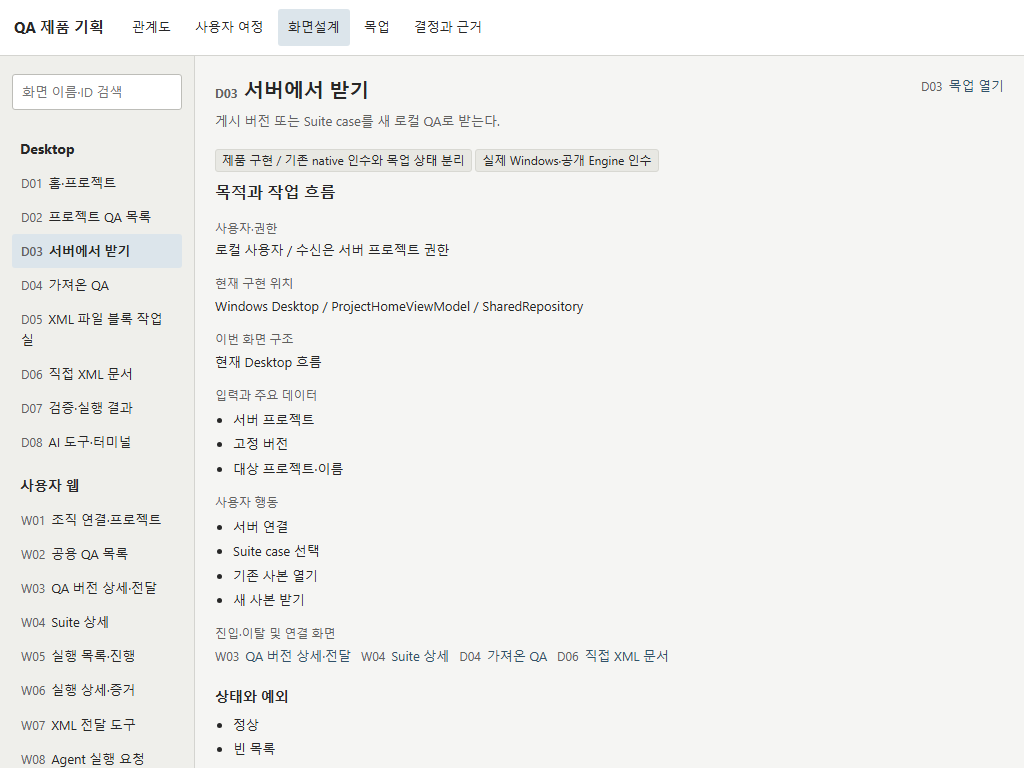 QA 제품 기획
관계도
사용자 여정
화면설계
목업
결정과 근거
화면 이름·ID 검색
Desktop
D01 홈·프로젝트
D02 프로젝트 QA 목록
D03 서버에서 받기
D04 가져온 QA
D05 XML 파일 블록 작업
실
D06 직접 XML 문서
D07 검증·실행 결과
D08 AI 도구·터미널
사용자 웹
W01 조직 연결·프로젝트
W02 공용 QA 목록
W03 QA 버전 상세·전달
W04 Suite 상세
W05 실행 목록·진행
W06 실행 상세·증거
W07 XML 전달 도구
W08 Agent 실행 요청
D03 서버에서 받기
D03 목업 열기
게시 버전 또는 Suite case를 새 로컬 QA로 받는다.
제품 구현 / 기존 native 인수와 목업 상태 분리
실제 Windows·공개 Engine 인수
목적과 작업 흐름
사용자·권한
로컬 사용자 / 수신은 서버 프로젝트 권한
현재 구현 위치
Windows Desktop / ProjectHomeViewModel / SharedRepository
이번 화면 구조
현재 Desktop 흐름
입력과 주요 데이터
서버 프로젝트
고정 버전
대상 프로젝트·이름
사용자 행동
서버 연결
Suite case 선택
기존 사본 열기
새 사본 받기
진입·이탈 및 연결 화면
W03 QA 버전 상세·전달 W04 Suite 상세 D04 가져온 QA D06 직접 XML 문서
상태와 예외
정상
빈 목록